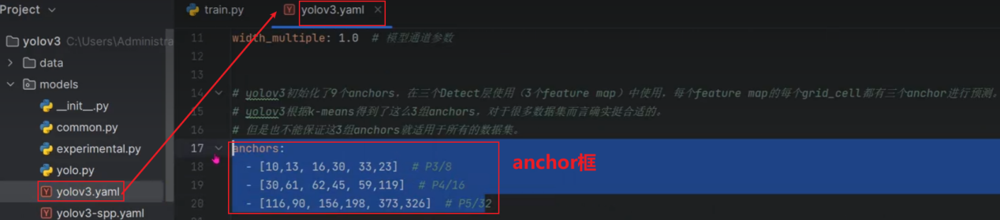 Project
train.py
yolov3.yaml
yolov3 C:\Users\Administra
data
models
__init__.py
common.py
experimental.py
yolo.py
yolov3.yaml
yolov3-spp.yaml
11 width_multiple: 1.0 # 模型通道参数
12
13
14 # yolov3初始化了9个anchors，在三个Detect层使用（3个feature map）中使用，每个feature map的每个grid_cell都有三个anchor进行预测。
15 # yolov3根据k-means得到了这么3组anchors，对于很多数据集而言确实挺合适的。
16 # 但是也不能保证这3组anchors就适用于所有的数据集。
17 anchors:
18 - [10,13, 16,30, 33,23] # P3/8
19 - [30,61, 62,45, 59,119] # P4/16
20 - [116,90, 156,198, 373,326] # P5/32
anchor框